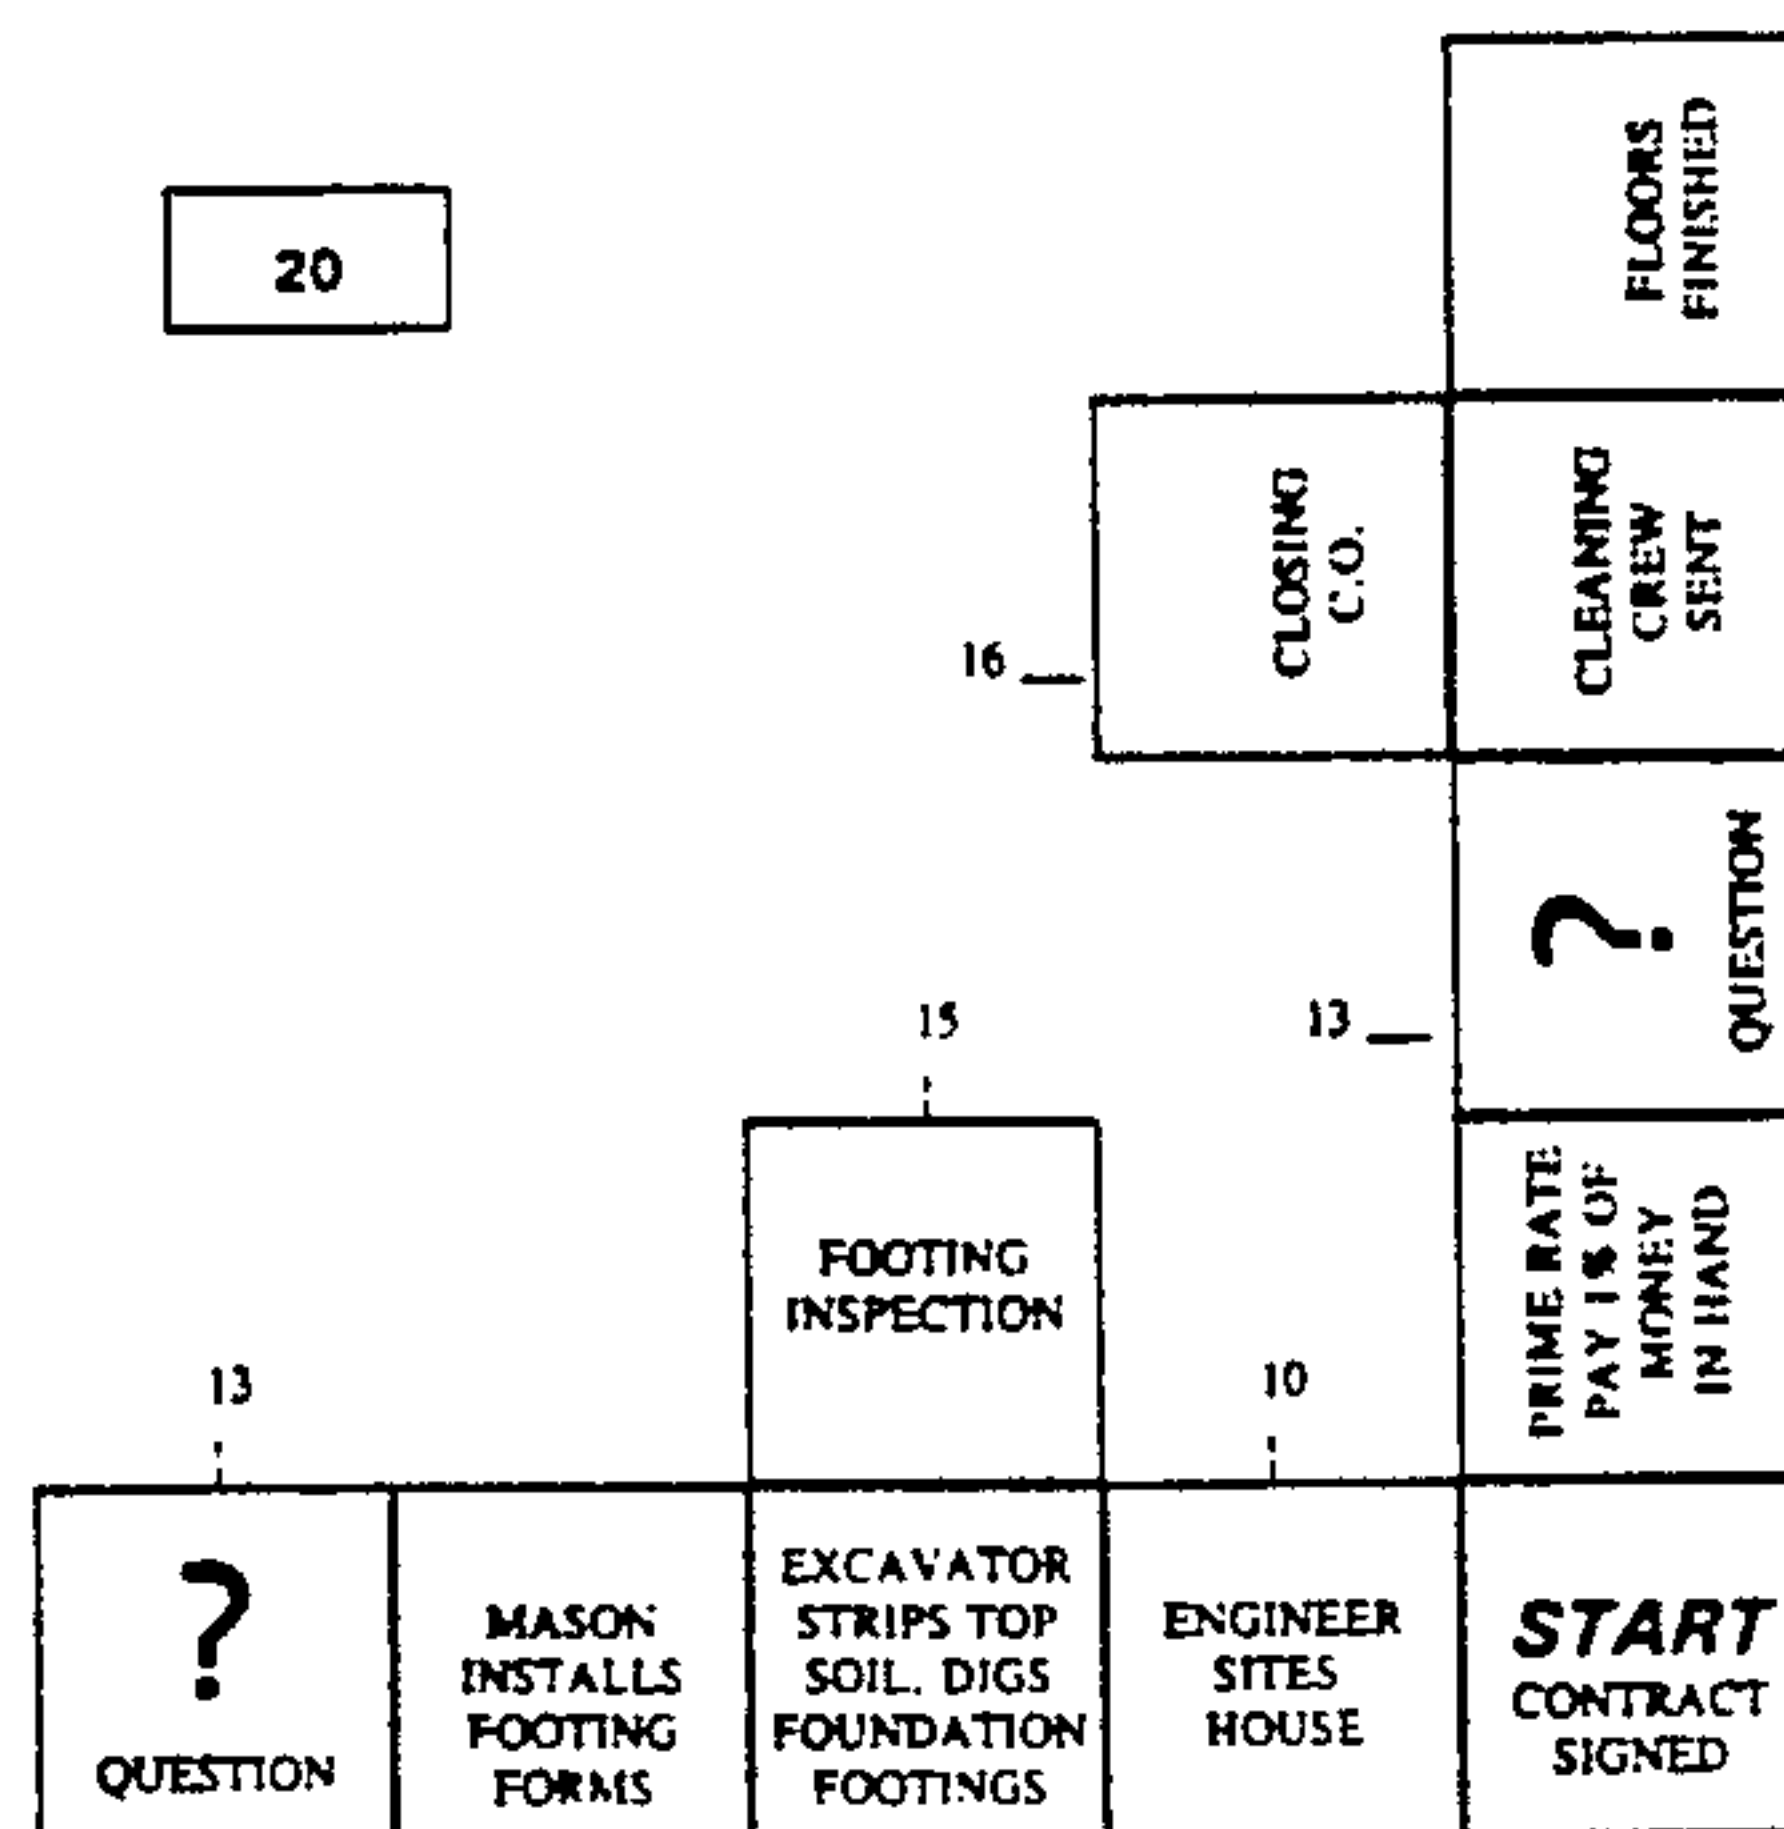 20
FLOORS
FINISHED
CLOSING
C.O.
CLEANING
CREW
SENT
16
?
QUESTION
13
15
FOOTING
INSPECTION
PRIME RATE
PAY 1% OF
MONEY
IN HAND
13
10
?
QUESTION
MASON
INSTALLS
FOOTING
FORMS
EXCAVATOR
STRIPS TOP
SOIL. DIGS
FOUNDATION
FOOTINGS
ENGINEER
SITES
HOUSE
START
CONTRACT
SIGNED